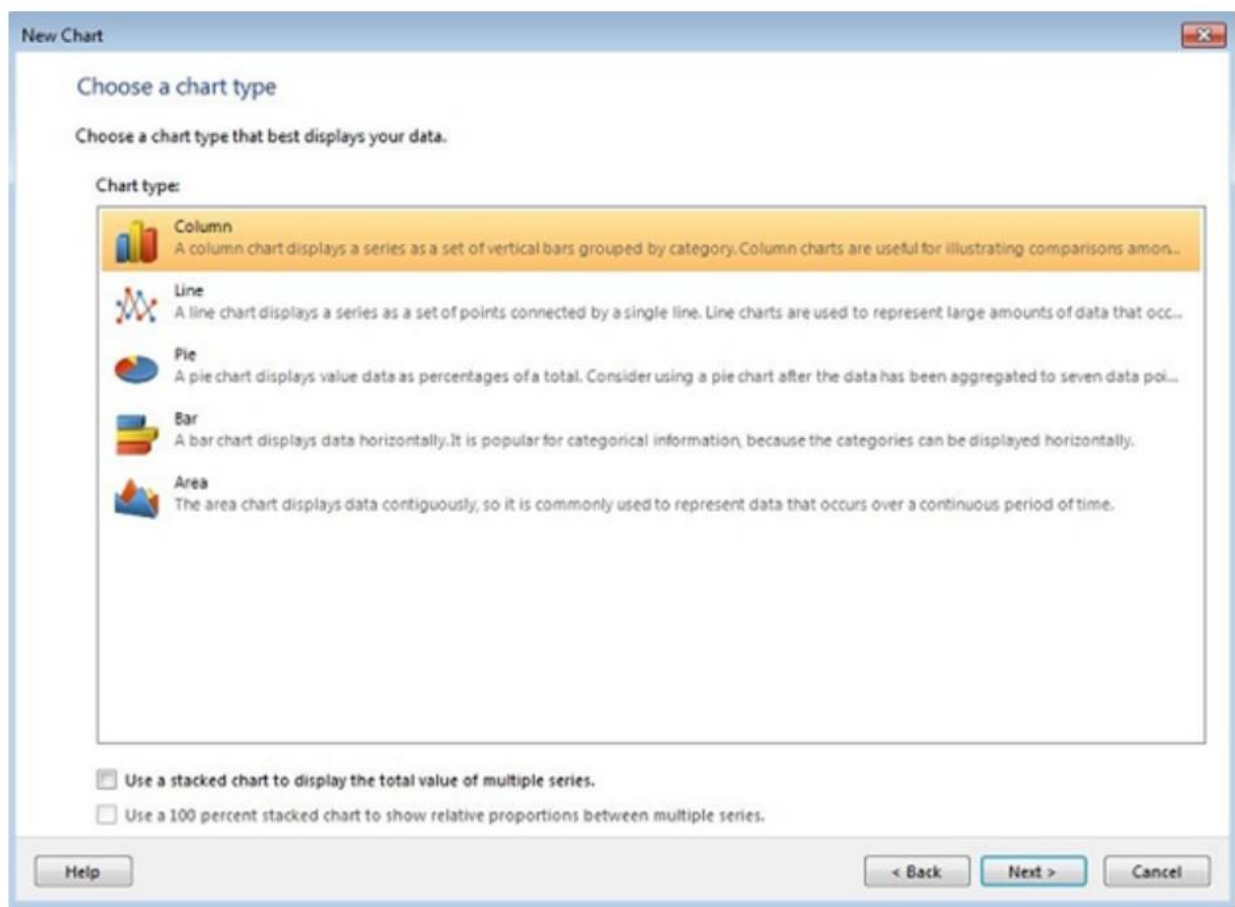 New Chart
Choose a chart type
Choose a chart type that best displays your data.
Chart type:
Column
A column chart displays a series as a set of vertical bars grouped by category. Column charts are useful for illustrating comparisons amon...
Line
A line chart displays a series as a set of points connected by a single line. Line charts are used to represent large amounts of data that occ...
Pie
A pie chart displays value data as percentages of a total. Consider using a pie chart after the data has been aggregated to seven data poi...
Bar
A bar chart displays data horizontally. It is popular for categorical information, because the categories can be displayed horizontally.
Area
The area chart displays data contiguously, so it is commonly used to represent data that occurs over a continuous period of time.
Use a stacked chart to display the total value of multiple series.
Use a 100 percent stacked chart to show relative proportions between multiple series.
Help < Back Next > Cancel